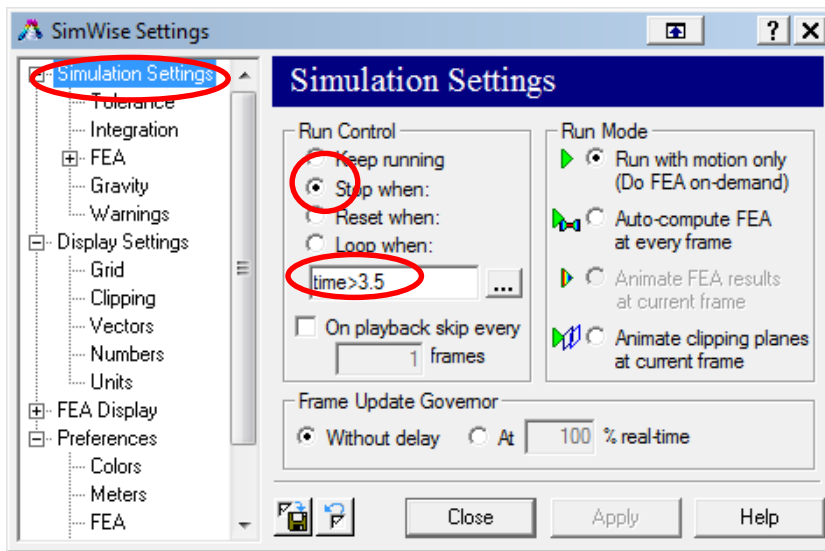 SimWise Settings
?
Simulation Settings
Tolerance
Integration
FEA
Gravity
Warnings
Display Settings
Grid
Clipping
Vectors
Numbers
Units
FEA Display
Preferences
Colors
Meters
FEA
Simulation Settings
Run Control
Keep running
Stop when:
Reset when:
Loop when:
time>3.5
...
On playback skip every
1 frames
Run Mode
Run with motion only
(Do FEA on-demand)
Auto-compute FEA
at every frame
Animate FEA results
at current frame
Animate clipping planes
at current frame
Frame Update Governor
Without delay
At 100 % real-time
Close
Apply
Help